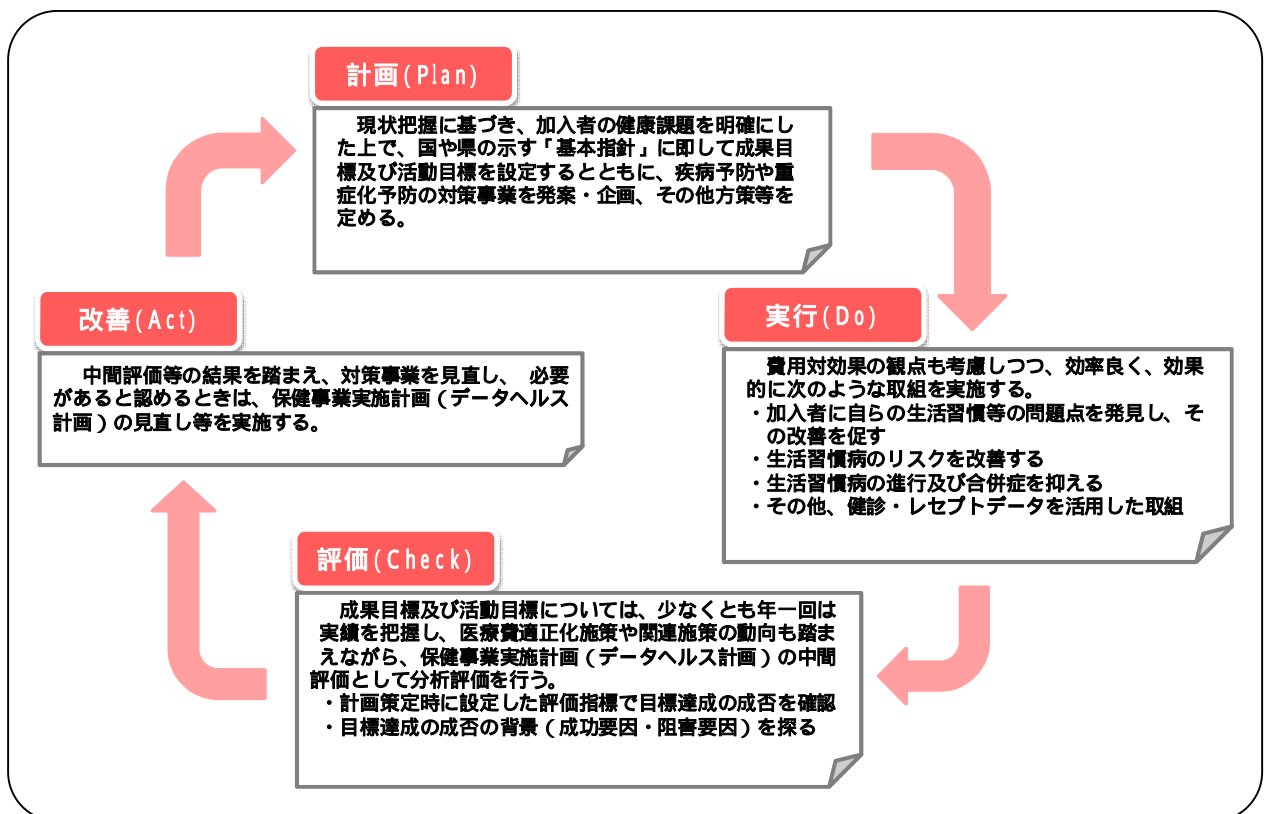 計画(Plan)
現状把握に基づき、加入者の健康課題を明確にし
た上で、国や県の示す「基本指針」に即して成果目
標及び活動目標を設定するとともに、疾病予防や重
症化予防の対策事業を発案・企画、その他方策等を
定める。
実行(Do)
費用対効果の観点も考慮しつつ、効率良く、効果
的に次のような取組を実施する。
・加入者に自らの生活習慣等の問題点を発見し、そ
の改善を促す
・生活習慣病のリスクを改善する
・生活習慣病の進行及び合併症を抑える
・その他、健診・レセプトデータを活用した取組
評価(Check)
成果目標及び活動目標については、少なくとも年一回は
実績を把握し、医療費適正化施策や関連施策の動向も踏ま
えながら、保健事業実施計画（データヘルス計画）の中間
評価として分析評価を行う。
・計画策定時に設定した評価指標で目標達成の成否を確認
・目標達成の成否の背景（成功要因・阻害要因）を探る
改善(Act)
中間評価等の結果を踏まえ、対策事業を見直し、 必要
があると認めるときは、保健事業実施計画（データヘルス
計画）の見直し等を実施する。